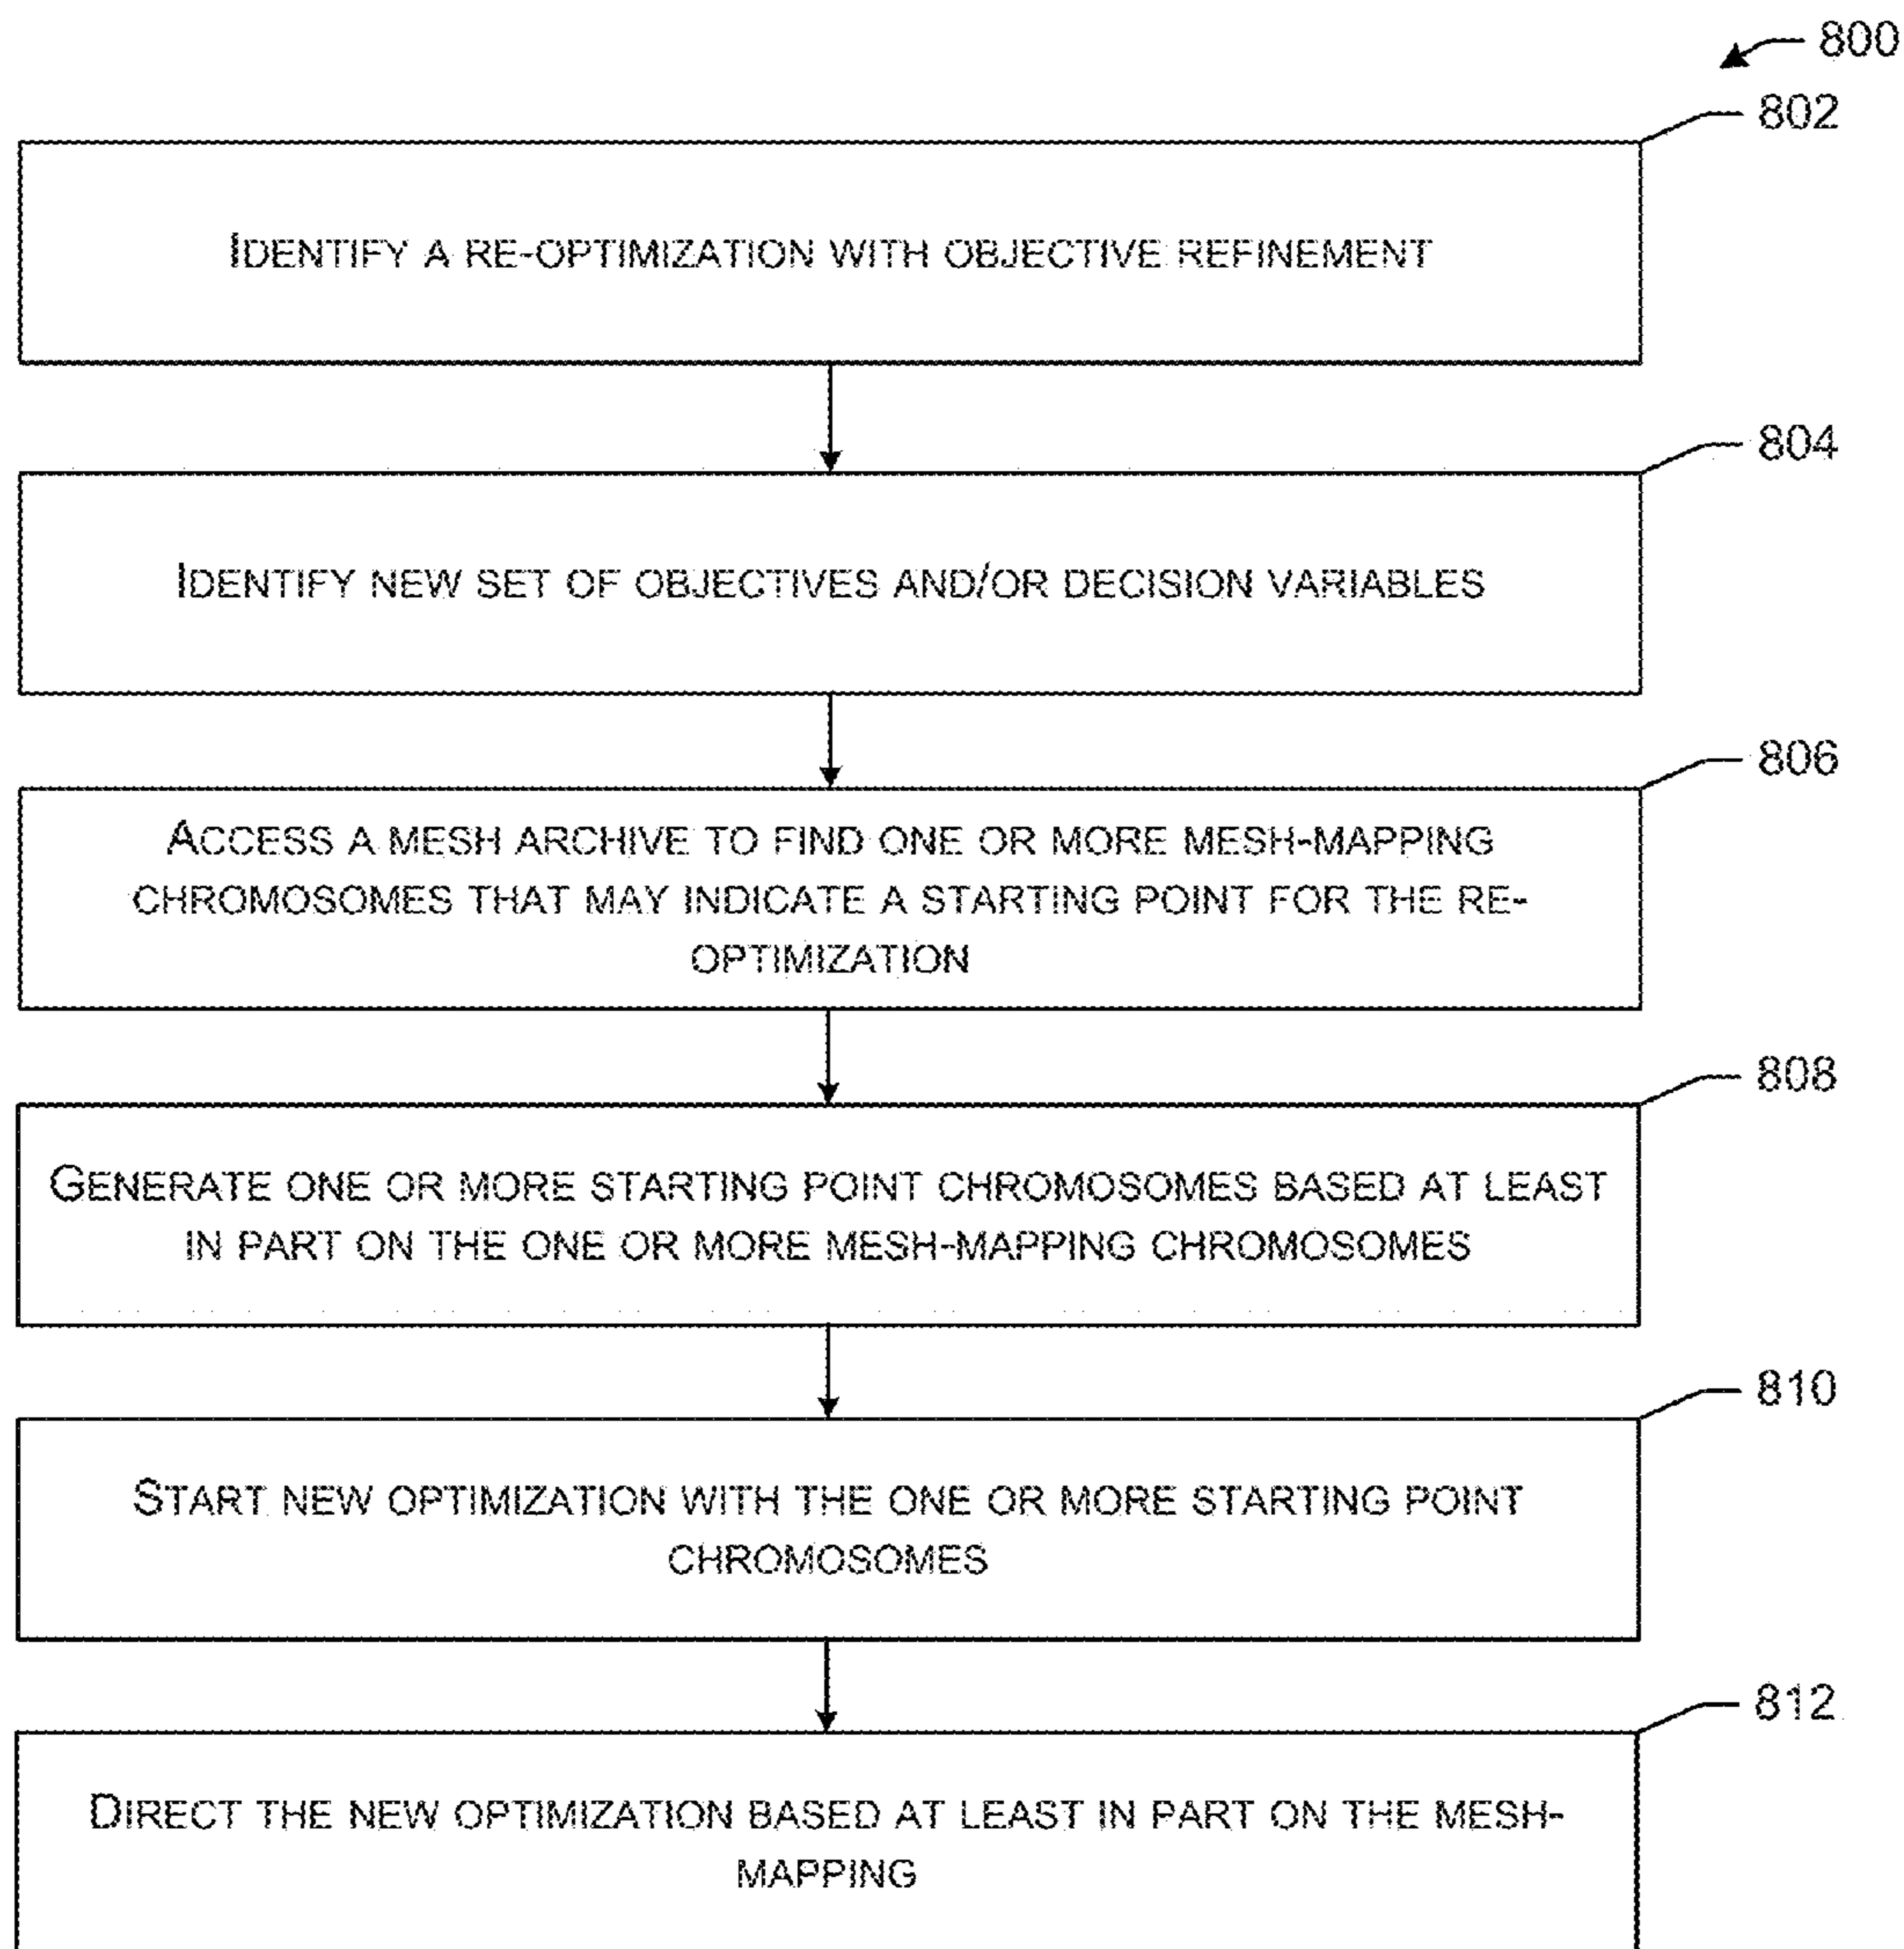 800
802
IDENTIFY A RE-OPTIMIZATION WITH OBJECTIVE REFINEMENT
804
IDENTIFY NEW SET OF OBJECTIVES AND/OR DECISION VARIABLES
806
ACCESS A MESH ARCHIVE TO FIND ONE OR MORE MESH-MAPPING
CHROMOSOMES THAT MAY INDICATE A STARTING POINT FOR THE RE-
OPTIMIZATION
808
GENERATE ONE OR MORE STARTING POINT CHROMOSOMES BASED AT LEAST
IN PART ON THE ONE OR MORE MESH-MAPPING CHROMOSOMES
810
START NEW OPTIMIZATION WITH THE ONE OR MORE STARTING POINT
CHROMOSOMES
812
DIRECT THE NEW OPTIMIZATION BASED AT LEAST IN PART ON THE MESH-
MAPPING